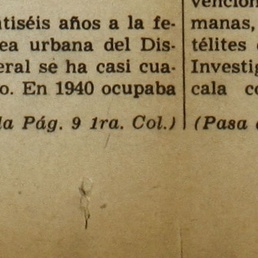 tiséis años a la fe-
ea urbana del Dis-
eral se ha casi cua-
o. En 1940 ocupaba
la Pág. 9 1ra. Col.)
vención
manas,
télites
Investig
cala c
(Pasa